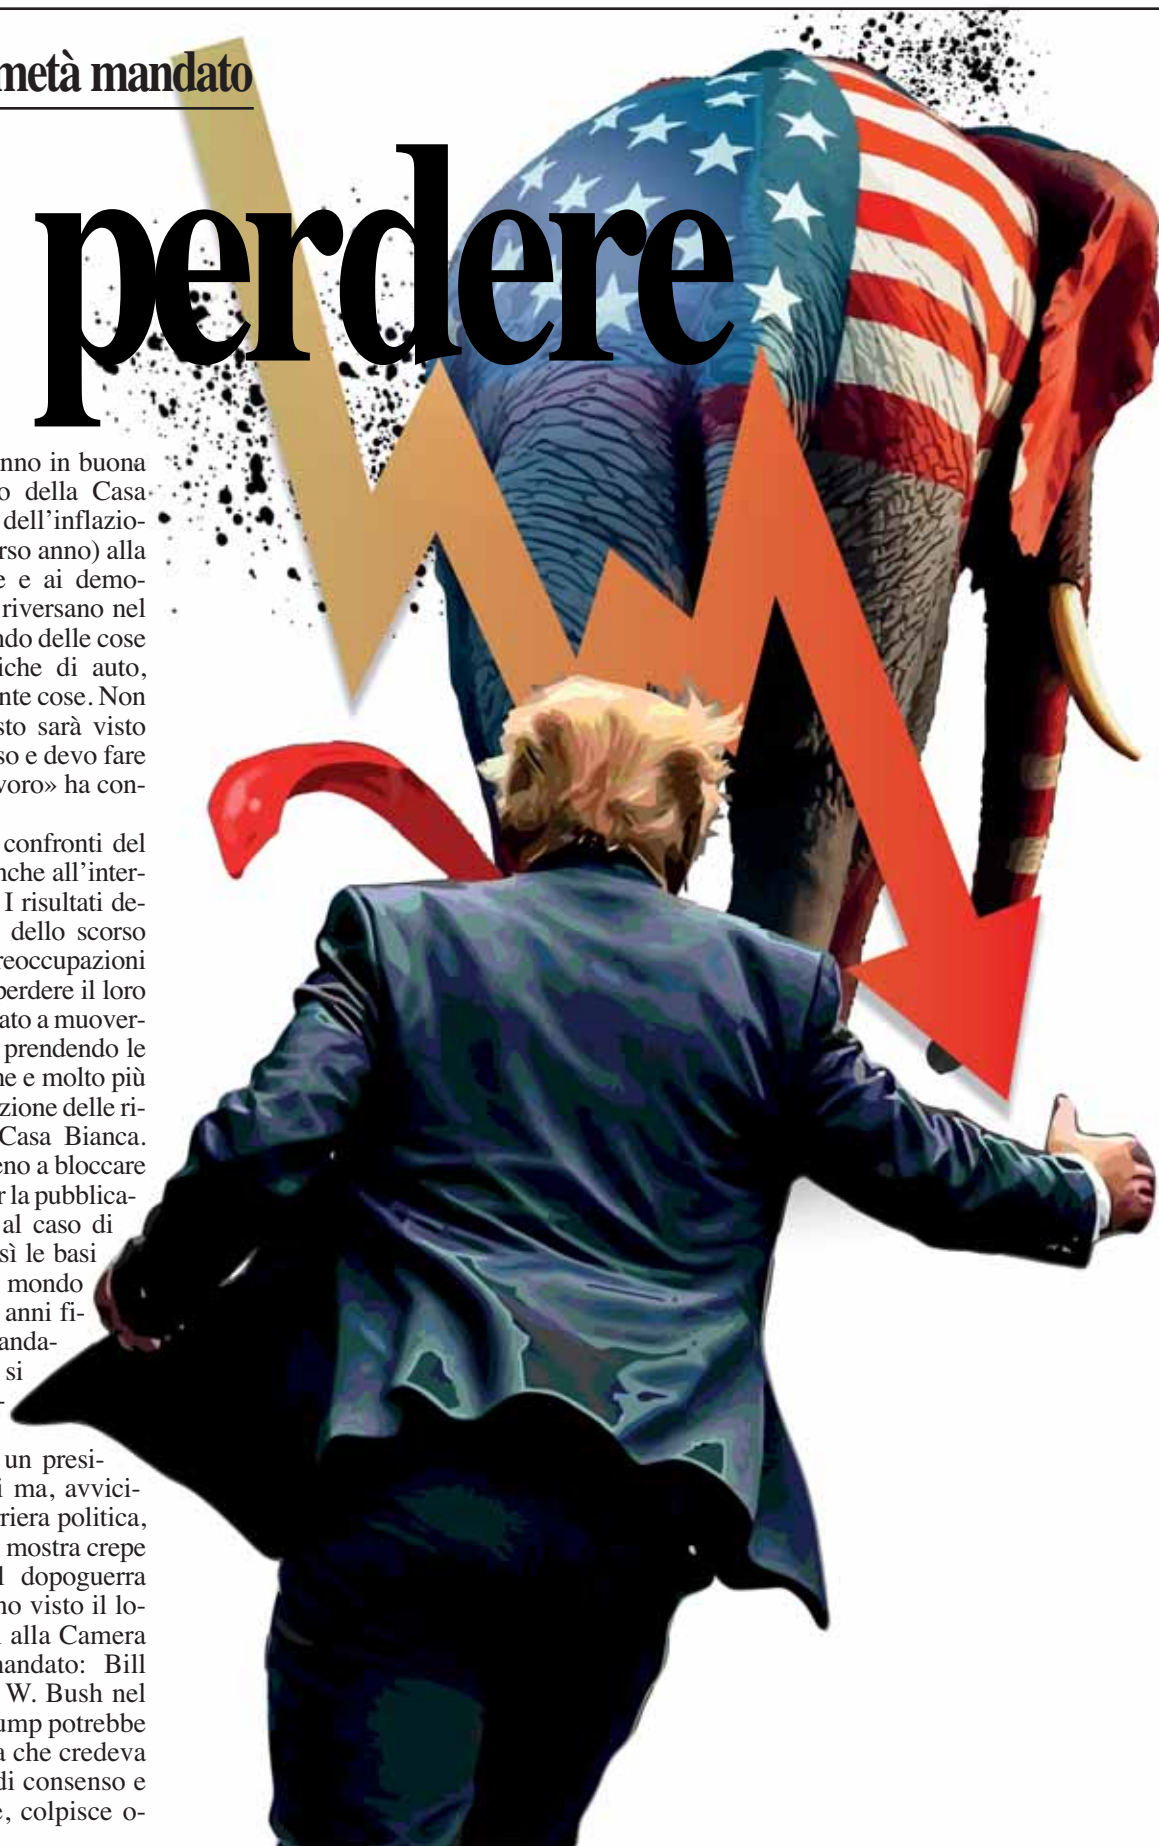 metà mandato
perdere
nno in buona
o della Casa
dell’inflazio-
rso anno) alla
e e ai demo-
riversano nel
ndo delle cose
iche di auto,
nte cose. Non
sto sarà visto
so e devo fare
voro» ha con-
confronti del
nche all’inter-
I risultati de-
dello scorso
reoccupazioni
perdere il loro
ato a muover-
prendendo le
ne e molto più
zione delle ri-
Casa Bianca.
eno a bloccare
r la pubblica-
al caso di
sì le basi
mondo
anni fi-
anda-
si
-
un presi-
i ma, avvici-
rriera politica,
mostra crepe
l dopoguerra
no visto il lo-
alla Camera
nandato: Bill
W. Bush nel
ump potrebbe
a che credeva
di consenso e
e, colpisce o-